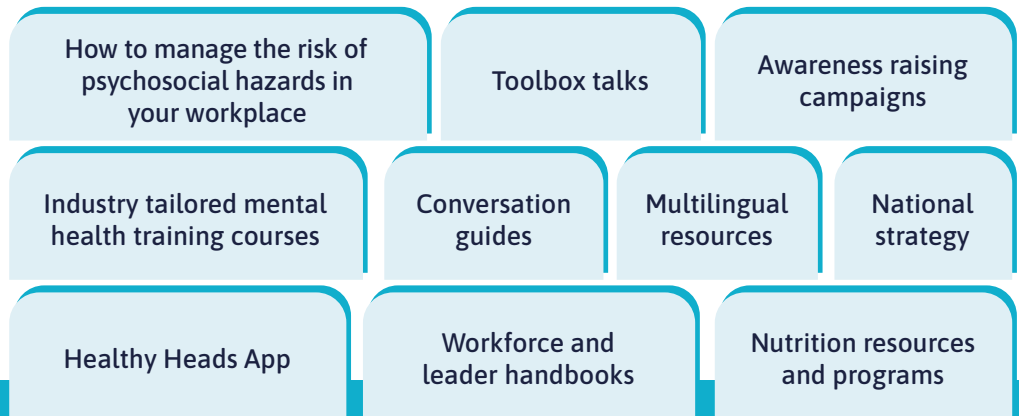 How to manage the risk of
psychosocial hazards in
your workplace
Toolbox talks
Awareness raising
campaigns
Industry tailored mental
health training courses
Conversation
guides
Multilingual
resources
National
strategy
Healthy Heads App
Workforce and
leader handbooks
Nutrition resources
and programs